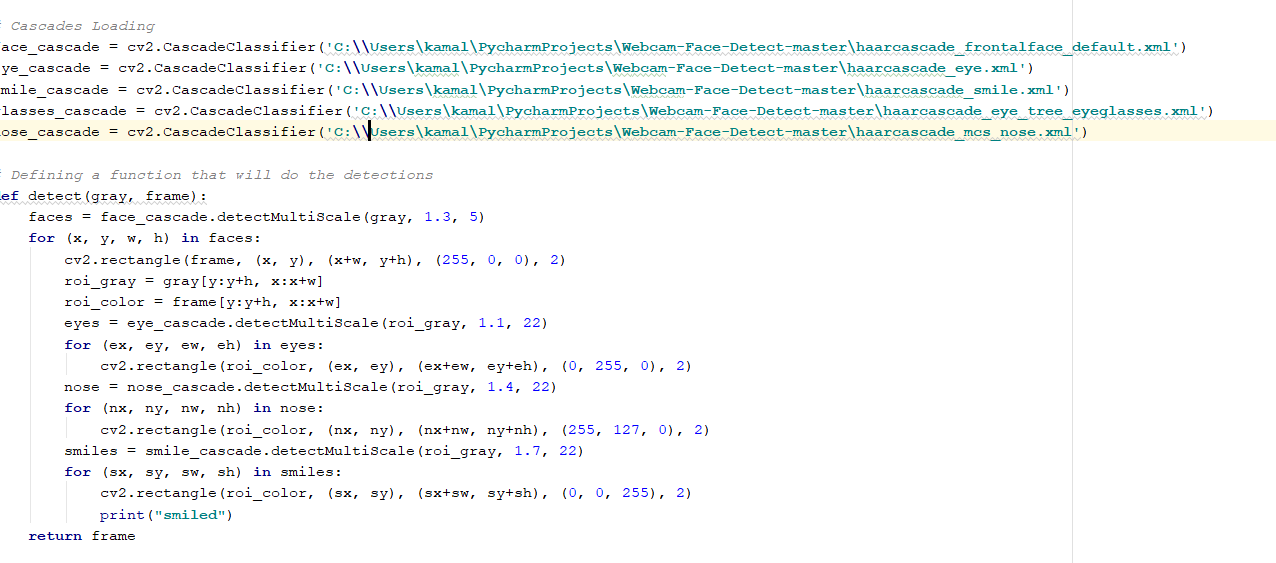 # Cascades Loading
face_cascade = cv2.CascadeClassifier('C:\\Users\kamal\PycharmProjects\Webcam-Face-Detect-master\haarcascade_frontalface_default.xml')
eye_cascade = cv2.CascadeClassifier('C:\\Users\kamal\PycharmProjects\Webcam-Face-Detect-master\haarcascade_eye.xml')
smile_cascade = cv2.CascadeClassifier('C:\\Users\kamal\PycharmProjects\Webcam-Face-Detect-master\haarcascade_smile.xml')
glasses_cascade = cv2.CascadeClassifier('C:\\Users\kamal\PycharmProjects\Webcam-Face-Detect-master\haarcascade_eye_tree_eyeglasses.xml')
nose_cascade = cv2.CascadeClassifier('C:\\Users\kamal\PycharmProjects\Webcam-Face-Detect-master\haarcascade_mcs_nose.xml')
# Defining a function that will do the detections
def detect(gray, frame):
    faces = face_cascade.detectMultiScale(gray, 1.3, 5)
    for (x, y, w, h) in faces:
        cv2.rectangle(frame, (x, y), (x+w, y+h), (255, 0, 0), 2)
        roi_gray = gray[y:y+h, x:x+w]
        roi_color = frame[y:y+h, x:x+w]
        eyes = eye_cascade.detectMultiScale(roi_gray, 1.1, 22)
        for (ex, ey, ew, eh) in eyes:
            cv2.rectangle(roi_color, (ex, ey), (ex+ew, ey+eh), (0, 255, 0), 2)
        nose = nose_cascade.detectMultiScale(roi_gray, 1.4, 22)
        for (nx, ny, nw, nh) in nose:
            cv2.rectangle(roi_color, (nx, ny), (nx+nw, ny+nh), (255, 127, 0), 2)
        smiles = smile_cascade.detectMultiScale(roi_gray, 1.7, 22)
        for (sx, sy, sw, sh) in smiles:
            cv2.rectangle(roi_color, (sx, sy), (sx+sw, sy+sh), (0, 0, 255), 2)
            print("smiled")
    return frame